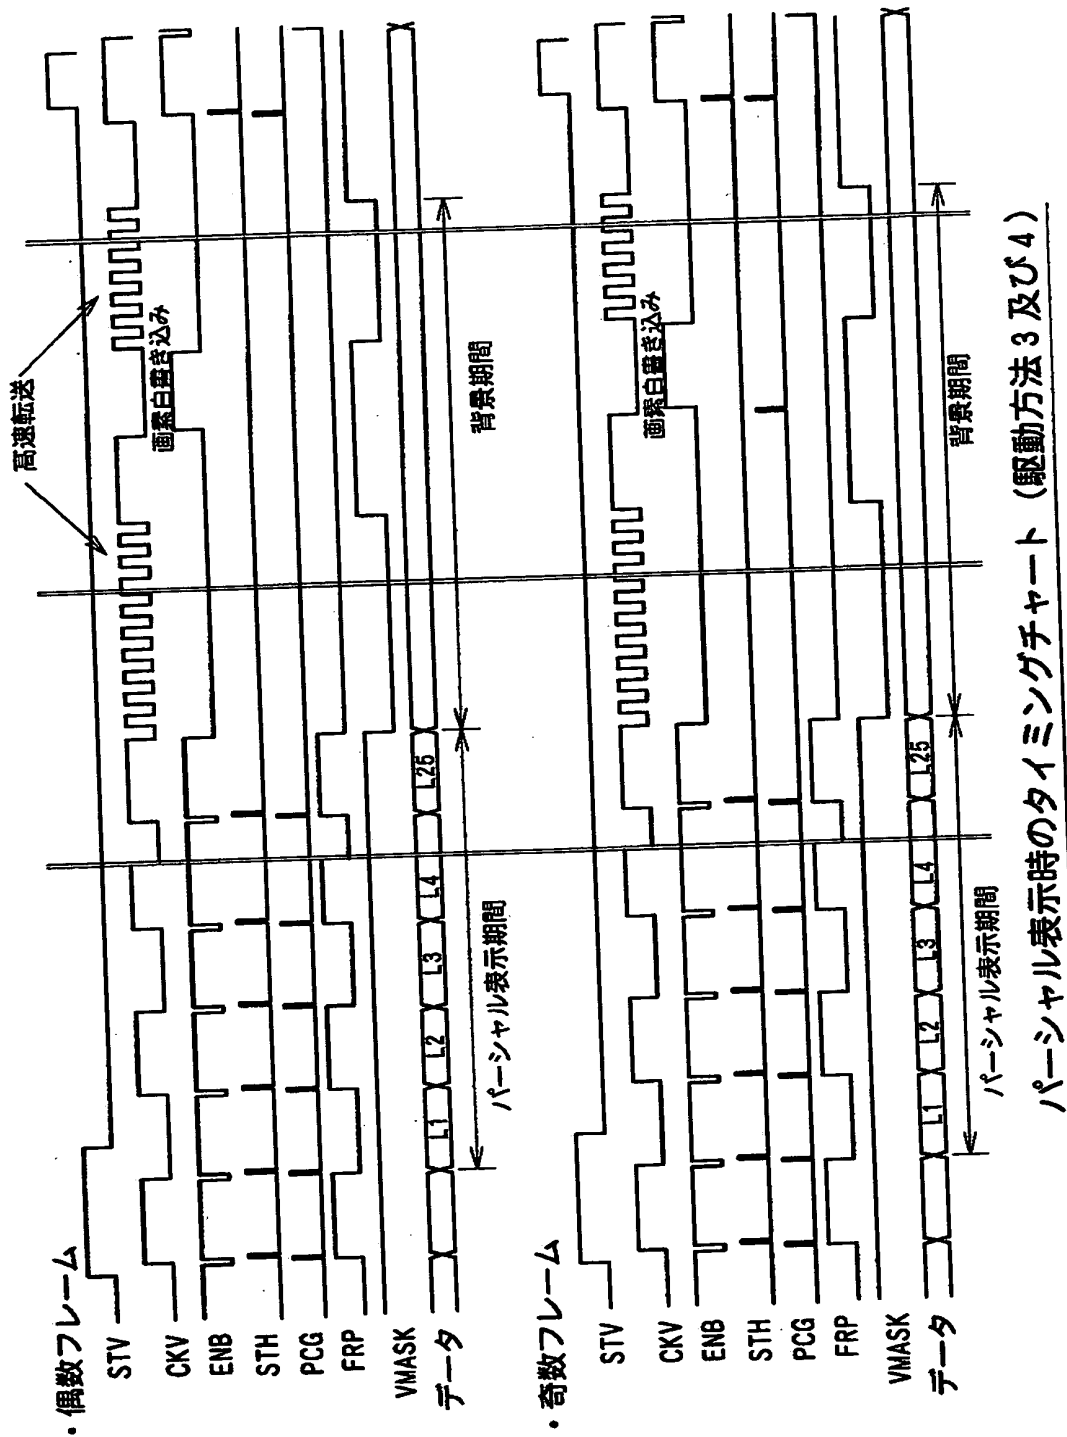 ・偶数フレーム
高速転送
STV
CKV
画素白書き込み
ENB
STH
PCG
FRP
VMASK
データ
L1
L2
L3
L4
L25
パーシャル表示期間
背景期間
・奇数フレーム
STV
CKV
画素白書き込み
ENB
STH
PCG
FRP
VMASK
データ
L1
L2
L3
L4
L25
パーシャル表示期間
背景期間
パーシャル表示時のタイミングチャート（駆動方法3及び4）